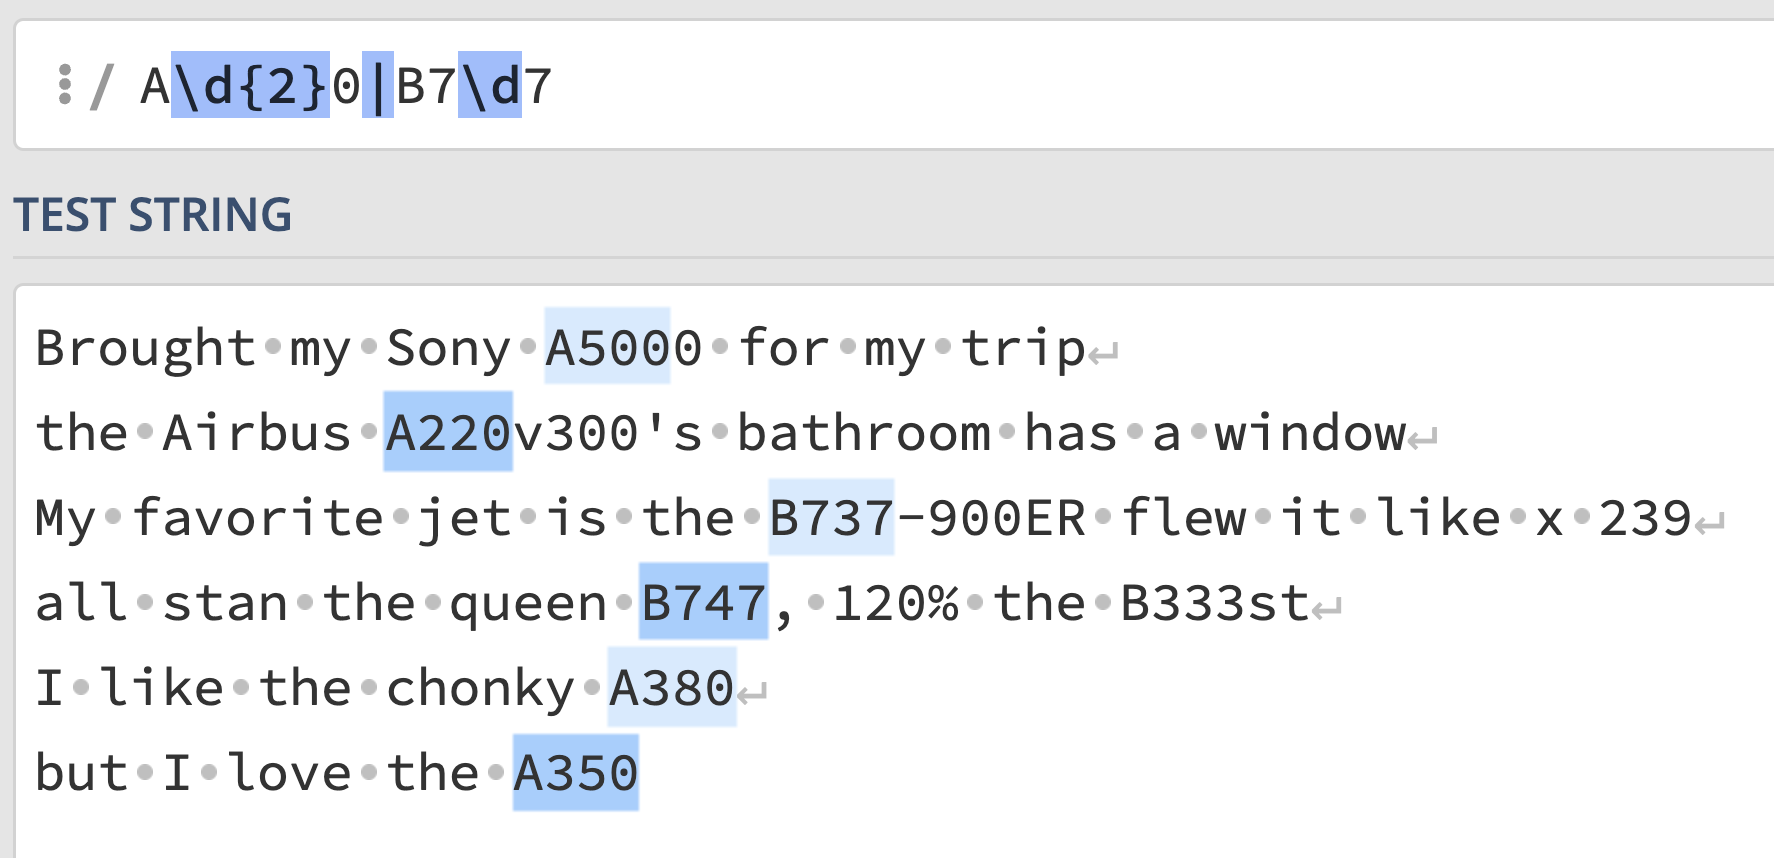 / A\d{2}0|B7\d7
TEST STRING
Brought my Sony A5000 for my trip
the Airbus A220v300's bathroom has a window
My favorite jet is the B737-900ER flew it like x 239
all stan the queen B747, 120% the B333st
I like the chonky A380
but I love the A350